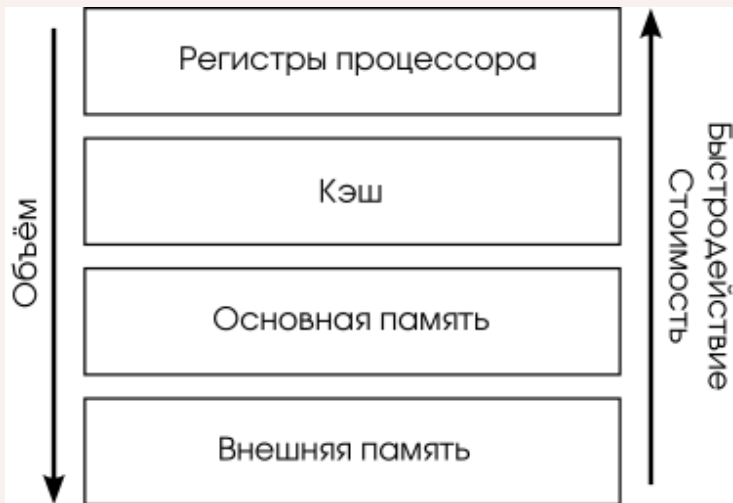 Регистры процессора
Кэш
Основная память
Внешняя память
Объём
Быстродействие
Стоимость